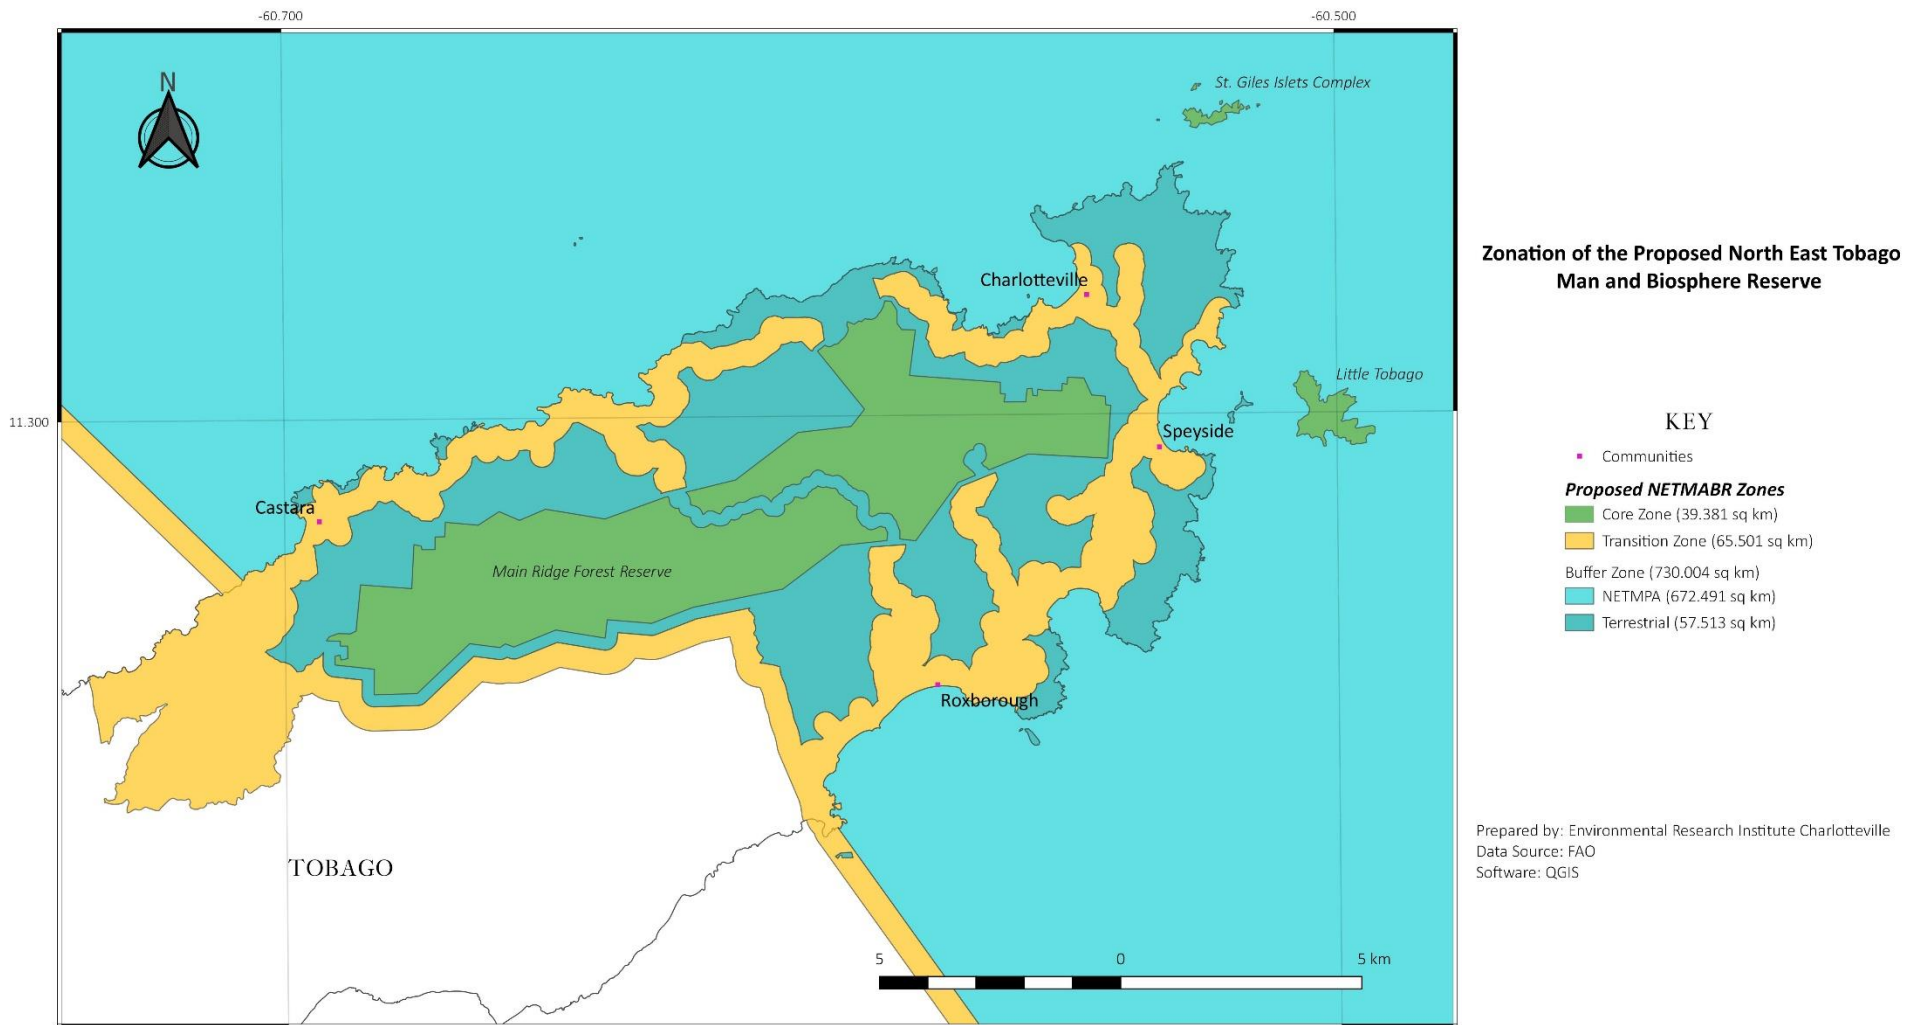 -60.700
-60.500
N
St. Giles Islets Complex
Charlotteville
Little Tobago
11.300
Speyside
Castara
Main Ridge Forest Reserve
Roxborough
TOBAGO
5 0 5 km
Zonation of the Proposed North East Tobago
Man and Biosphere Reserve
KEY
Communities
Proposed NETMABR Zones
Core Zone (39.381 sq km)
Transition Zone (65.501 sq km)
Buffer Zone (730.004 sq km)
NETMPA (672.491 sq km)
Terrestrial (57.513 sq km)
Prepared by: Environmental Research Institute Charlotteville
Data Source: FAO
Software: QGIS